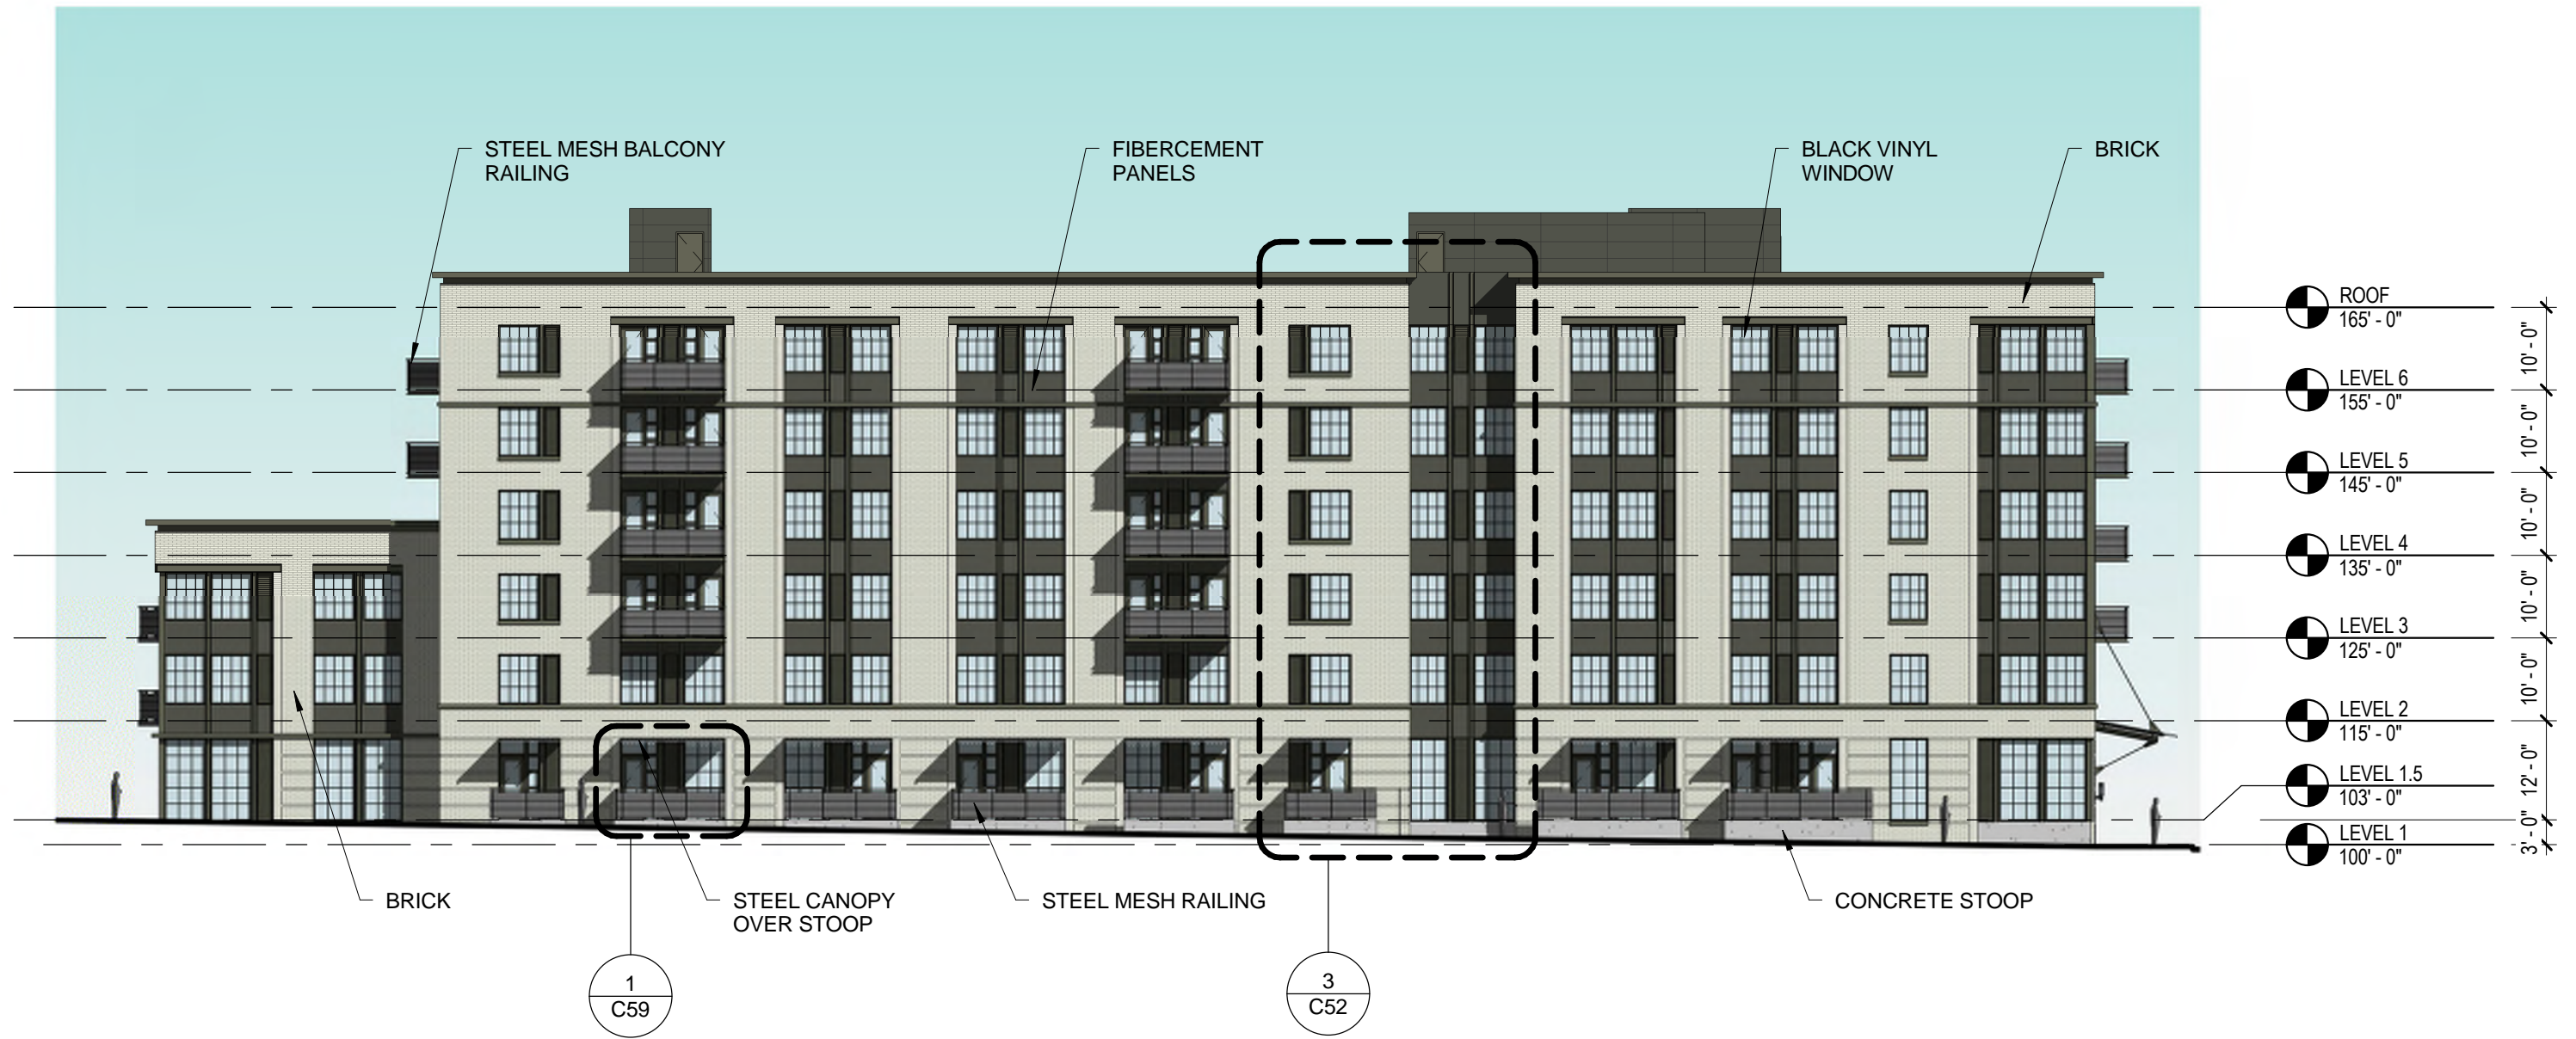 STEEL MESH BALCONY
RAILING
FIBERCEMENT
PANELS
BLACK VINYL
WINDOW
BRICK
ROOF
165' - 0"
10' - 0"
LEVEL 6
155' - 0"
10' - 0"
LEVEL 5
145' - 0"
10' - 0"
LEVEL 4
135' - 0"
10' - 0"
LEVEL 3
125' - 0"
10' - 0"
LEVEL 2
115' - 0"
12' - 0"
LEVEL 1.5
103' - 0"
3' - 0"
LEVEL 1
100' - 0"
BRICK
STEEL CANOPY
OVER STOOP
STEEL MESH RAILING
CONCRETE STOOP
1
C59
3
C52